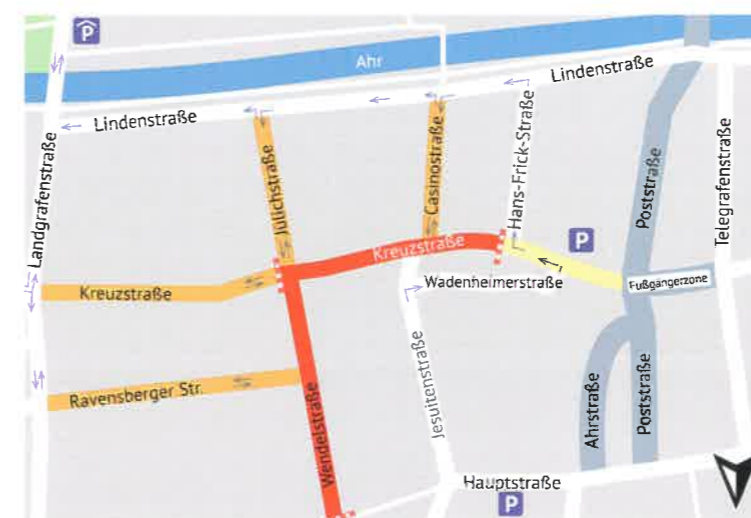 P
Ahr
Lindenstraße
Lindenstraße
Landgrafenstraße
Jülichstraße
Casinostraße
Hans-Frick-Straße
Poststraße
Telegrafenstraße
P
Kreuzstraße
Kreuzstraße
Wadenheimerstraße
Fußgängerzone
Ravensberger Str.
Wendelstraße
Jesuitenstraße
Ahrstraße
Poststraße
Hauptstraße
P